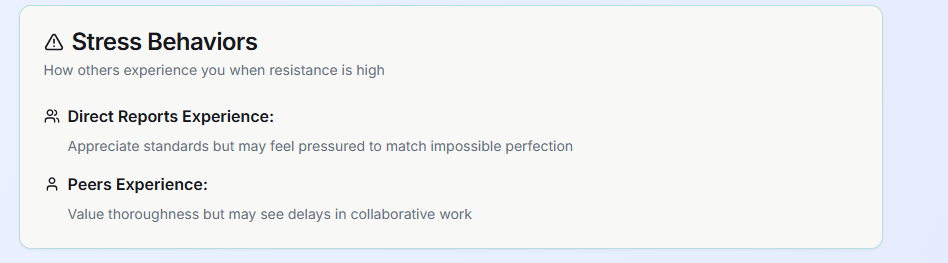 Stress Behaviors
How others experience you when resistance is high
Direct Reports Experience:
Appreciate standards but may feel pressured to match impossible perfection
Peers Experience:
Value thoroughness but may see delays in collaborative work